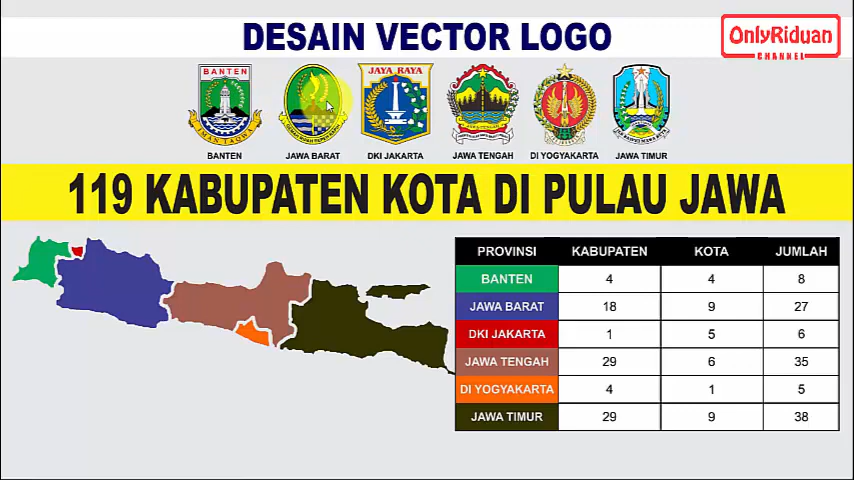 DESAIN VECTOR LOGO
OnlyRiduan
CHANNEL
BANTEN
JAYA RAYA
IMAN TAQWA
BANTEN
JAWA BARAT
DKI JAKARTA
JAWA TENGAH
DI YOGYAKARTA
JAWA TIMUR
119 KABUPATEN KOTA DI PULAU JAWA
PROVINSI KABUPATEN KOTA JUMLAH
BANTEN 4 4 8
JAWA BARAT 18 9 27
DKI JAKARTA 1 5 6
JAWA TENGAH 29 6 35
DI YOGYAKARTA 4 1 5
JAWA TIMUR 29 9 38